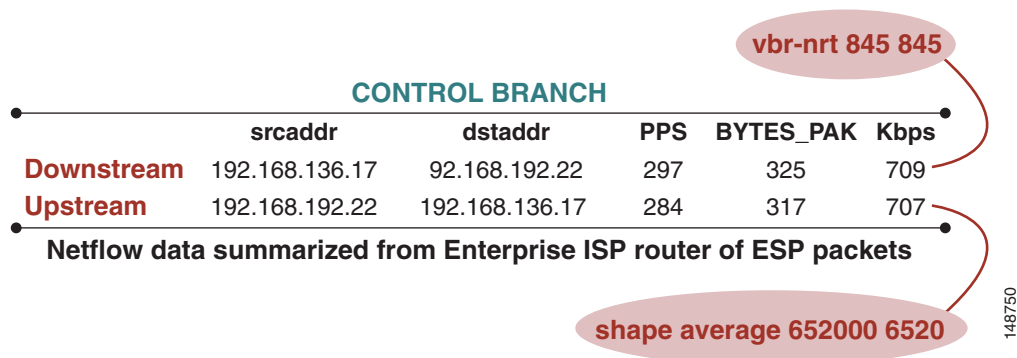 vbr-nrt 845 845
CONTROL BRANCH
srcaddr dstaddr PPS BYTES_PAK Kbps
Downstream 192.168.136.17 92.168.192.22 297 325 709
Upstream 192.168.192.22 192.168.136.17 284 317 707
Netflow data summarized from Enterprise ISP router of ESP packets
shape average 652000 6520
148750